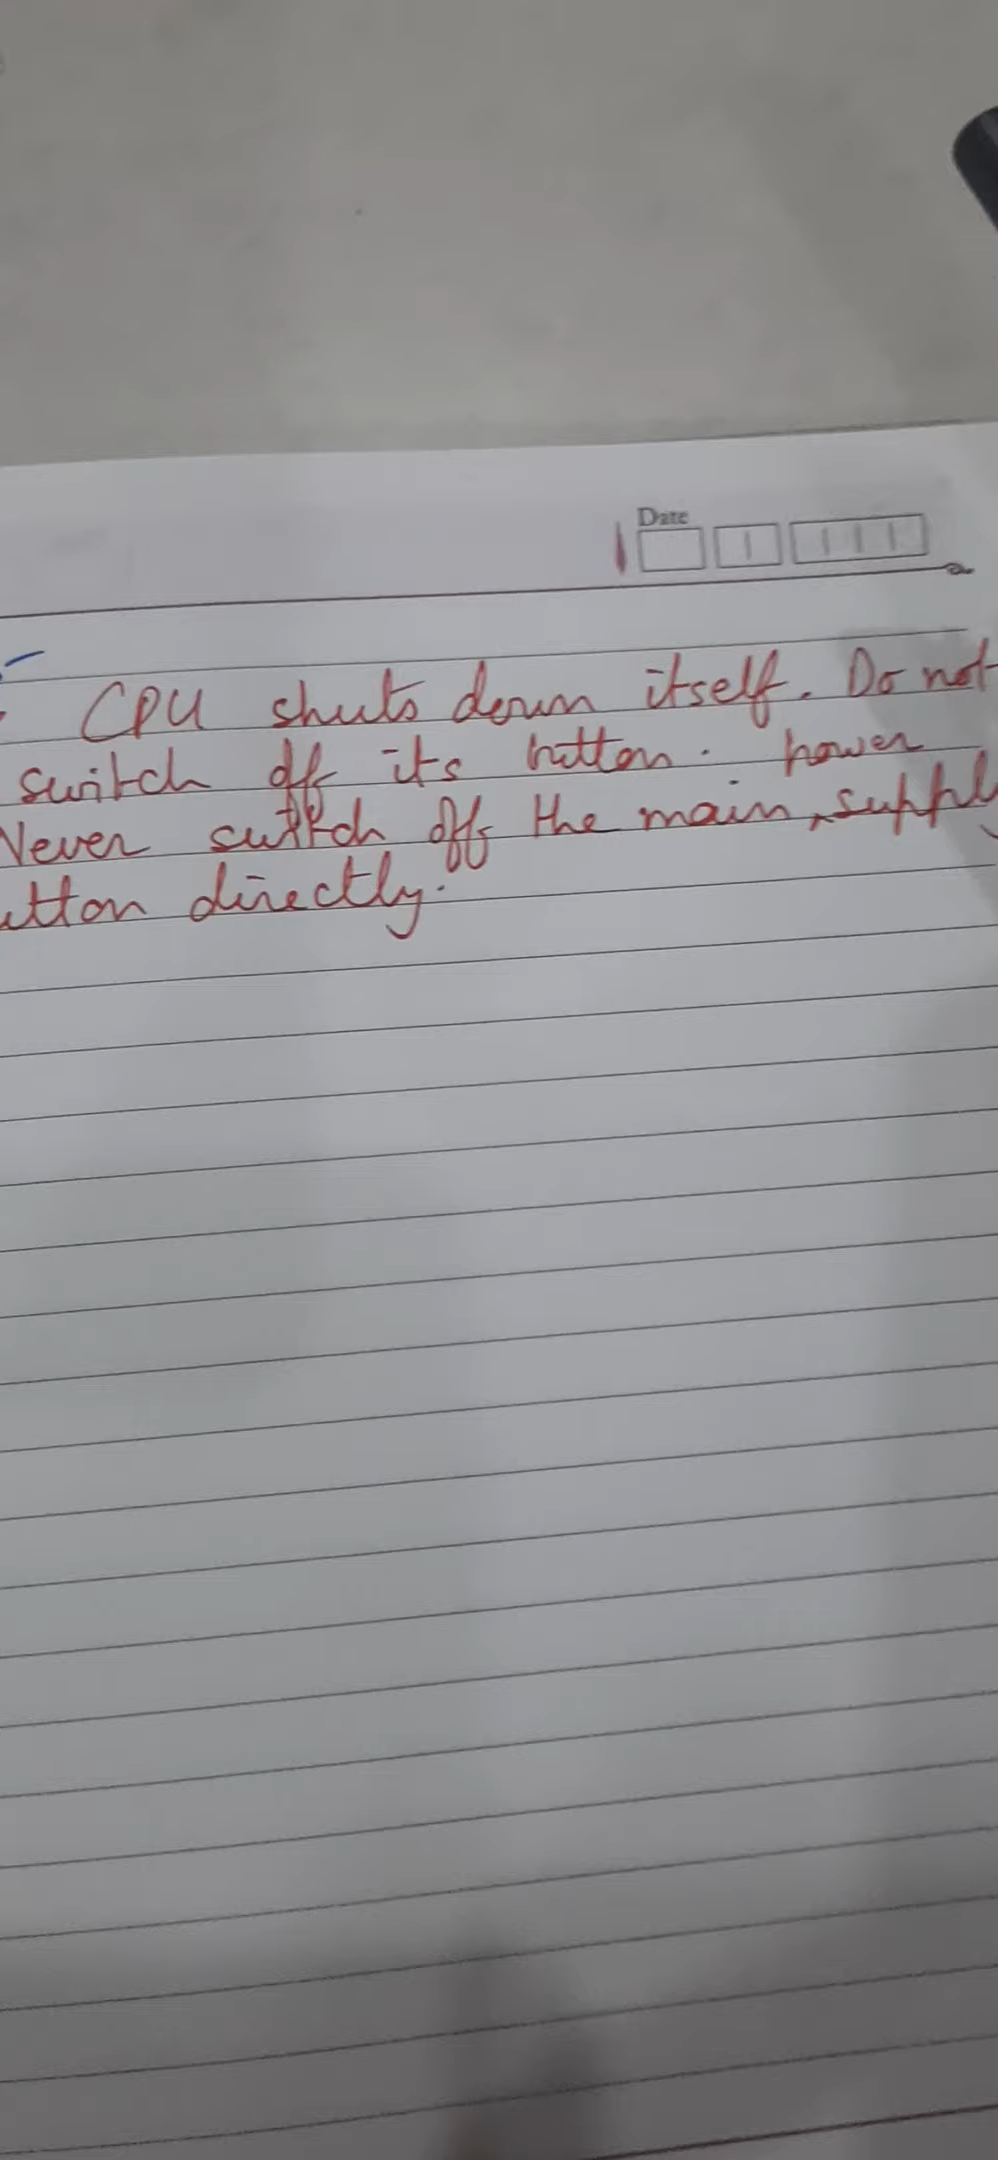 Date
CPU shuts down itself. Do not
switch off its button.
power
Never switch off the main supply
utton directly.